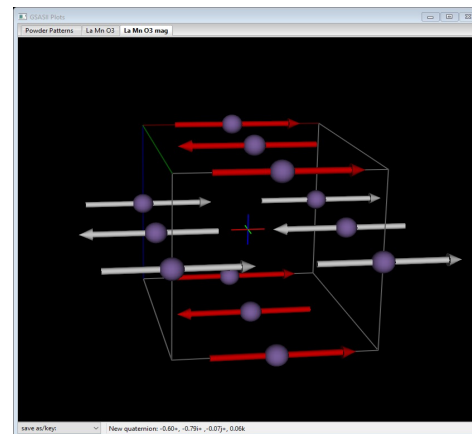 GSASII Plots
Powder Patterns La Mn O3 La Mn O3 mag
save as/key: New quaternion: -0.60+, -0.79i+ ,-0.07j+, 0.06k